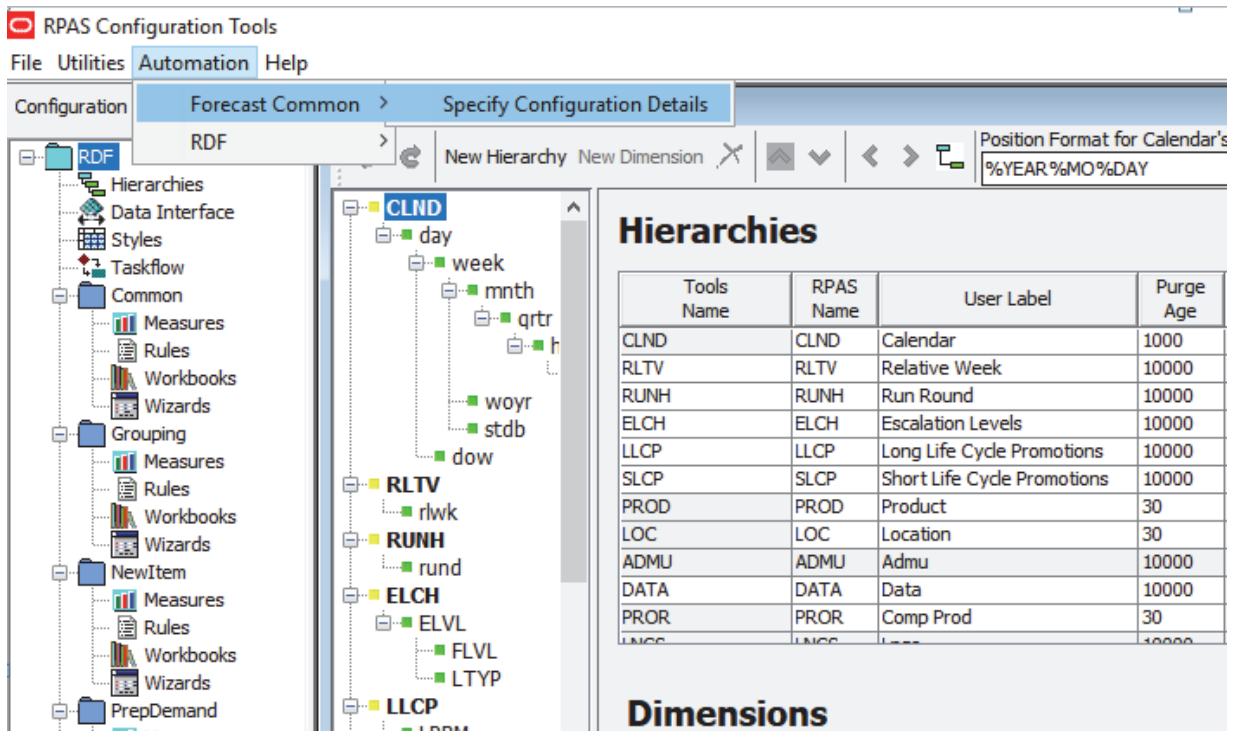 RPAS Configuration Tools
File Utilities Automation Help
Configuration
Forecast Common >
Specify Configuration Details
RDF >
New Hierarchy New Dimension
Position Format for Calendar's
%YEAR%MO%DAY
RDF
Hierarchies
Data Interface
Styles
Taskflow
Common
Measures
Rules
Workbooks
Wizards
Grouping
Measures
Rules
Workbooks
Wizards
NewItem
Measures
Rules
Workbooks
Wizards
PrepDemand
CLND
day
week
mnth
qrtr
h
woyr
stdb
dow
RLTV
rlwk
RUNH
rund
ELCH
ELVL
FLVL
LTYP
LLCP
Hierarchies
Tools Name RPAS Name User Label Purge Age
CLND CLND Calendar 1000
RLTV RLTV Relative Week 10000
RUNH RUNH Run Round 10000
ELCH ELCH Escalation Levels 10000
LLCP LLCP Long Life Cycle Promotions 10000
SLCP SLCP Short Life Cycle Promotions 10000
PROD PROD Product 30
LOC LOC Location 30
ADMU ADMU Admu 10000
DATA DATA Data 10000
PROR PROR Comp Prod 30
Dimensions